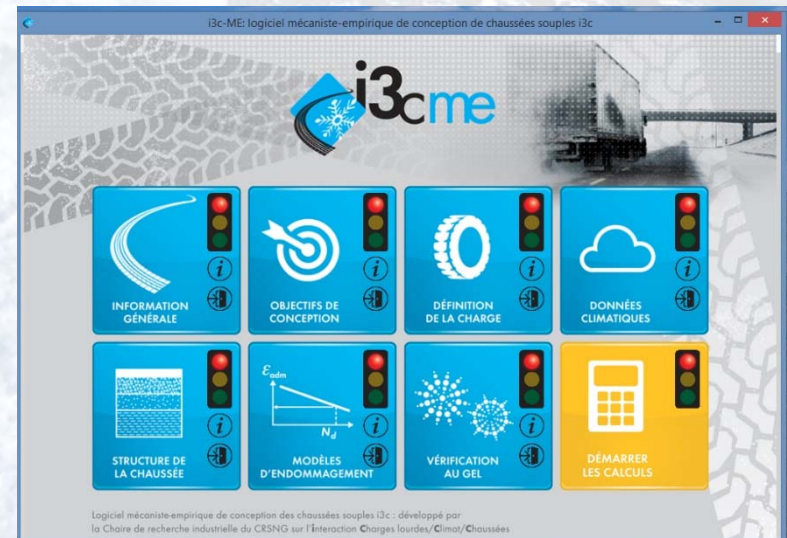 i3c-ME: logiciel mécaniste-empirique de conception de chaussées souples i3c
i3cme
INFORMATION
GÉNÉRALE
OBJECTIFS DE
CONCEPTION
DÉFINITION
DE LA CHARGE
DONNÉES
CLIMATIQUES
STRUCTURE DE
LA CHAUSSÉE
εadm
Nd
MODÈLES
D'ENDOMMAGEMENT
VÉRIFICATION
AU GEL
DÉMARRER
LES CALCULS
Logiciel mécaniste-empirique de conception des chaussées souples i3c : développé par
la Chaire de recherche industrielle du CRSNG sur l'interaction Charges lourdes/Climat/Chaussées